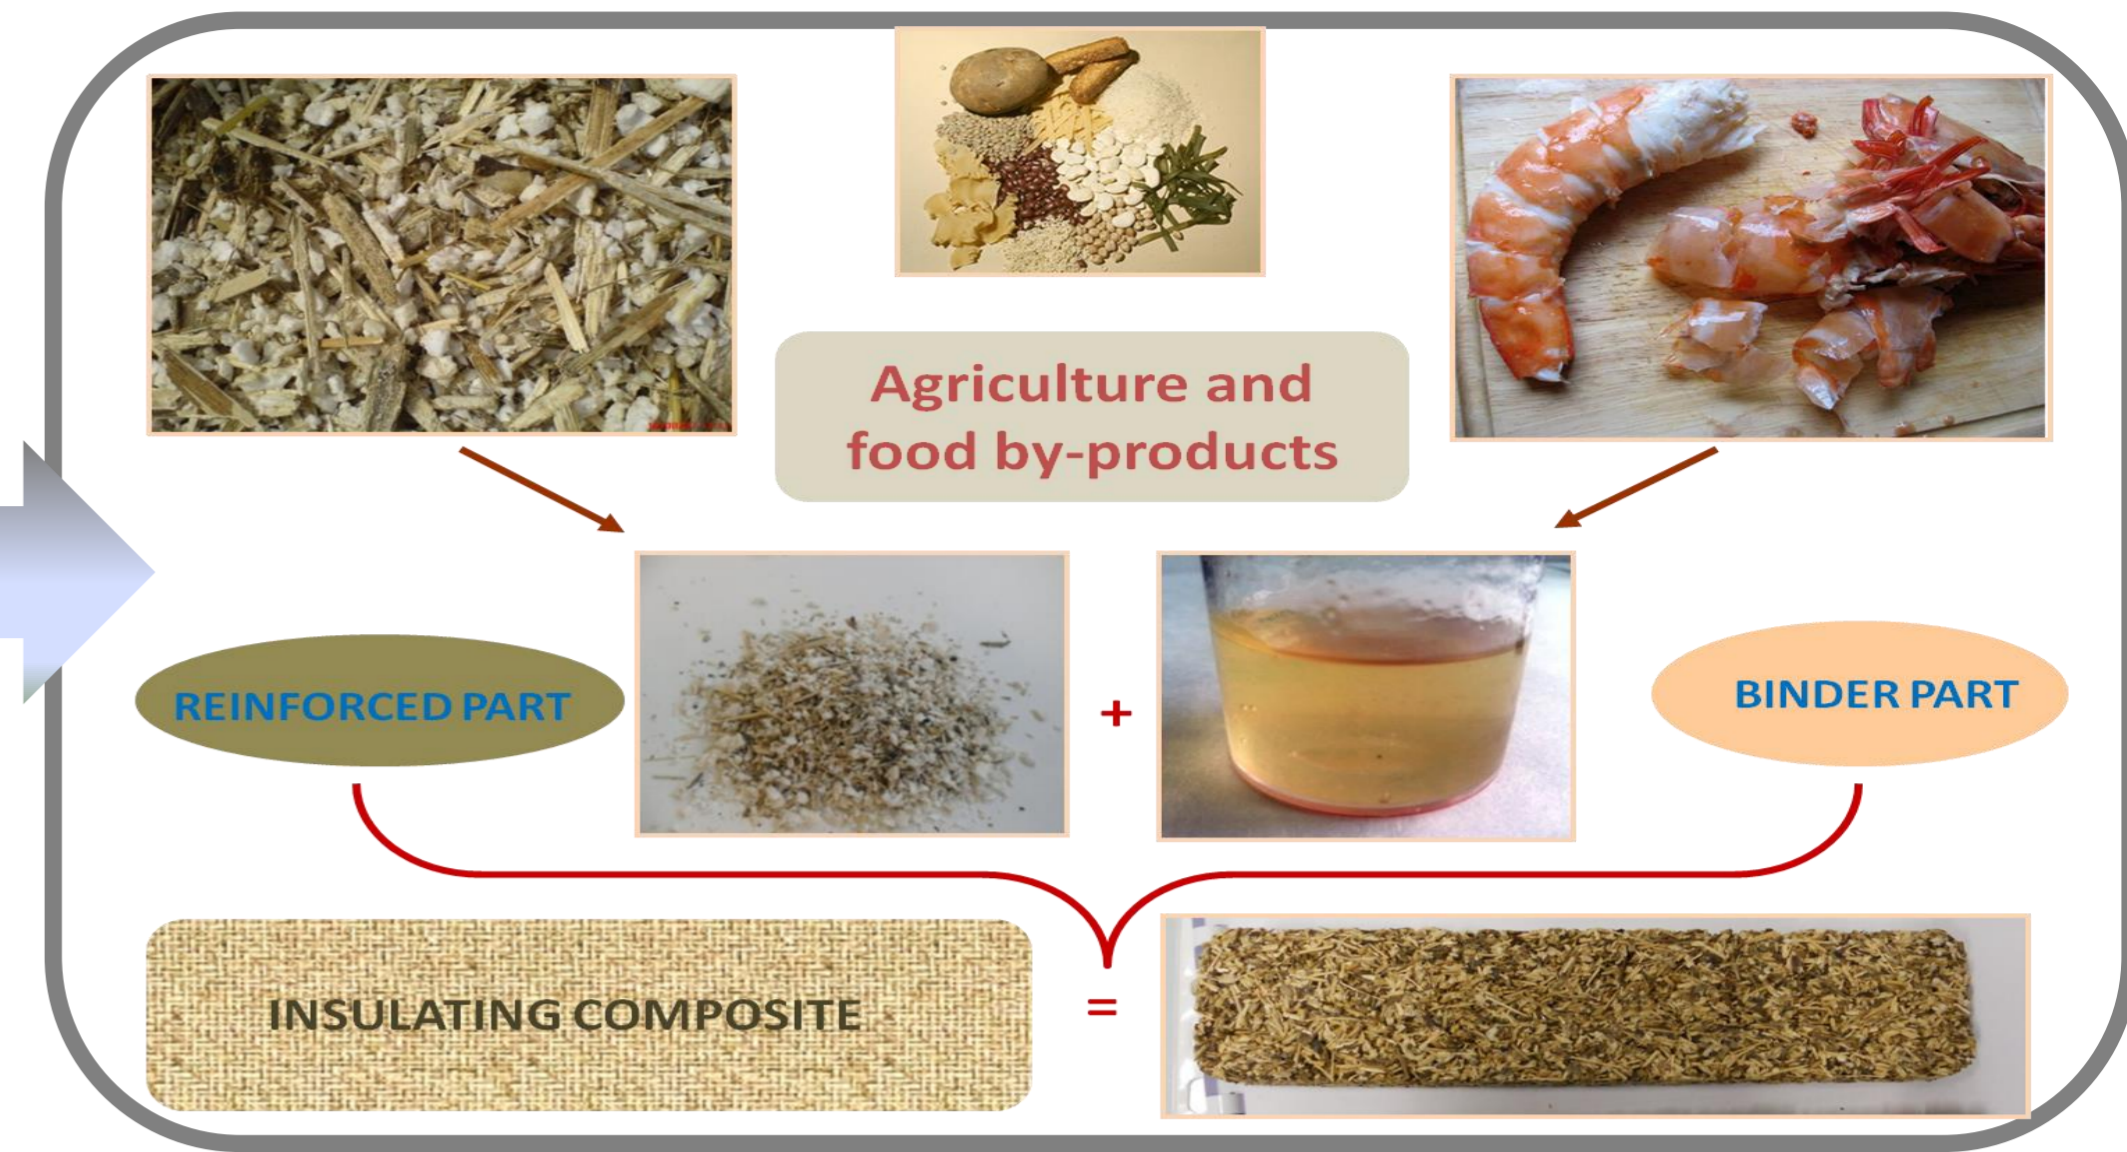 Agriculture and
food by-products
REINFORCED PART
+
BINDER PART
INSULATING COMPOSITE
=